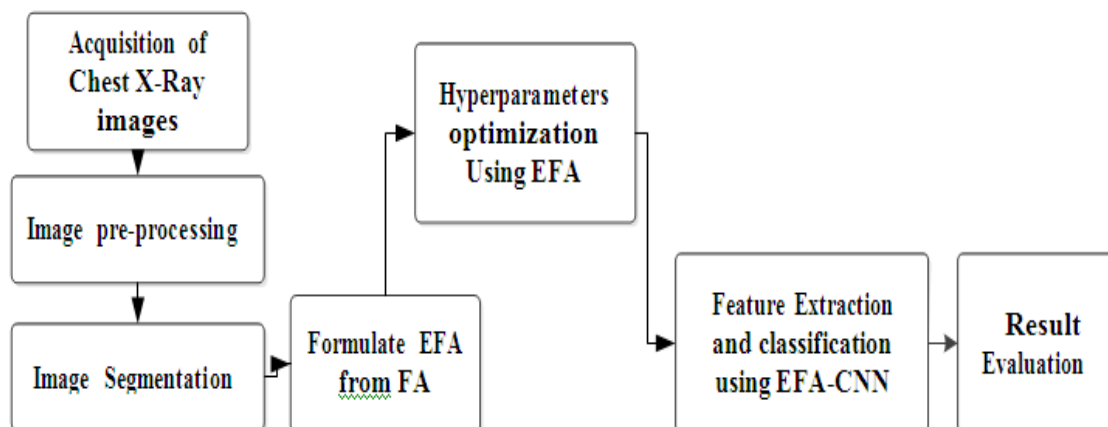 Acquisition of
Chest X-Ray
images
Image pre-processing
Image Segmentation
Formulate EFA
from FA
Hyperparameters
optimization
Using EFA
Feature Extraction
and classification
using EFA-CNN
Result
Evaluation